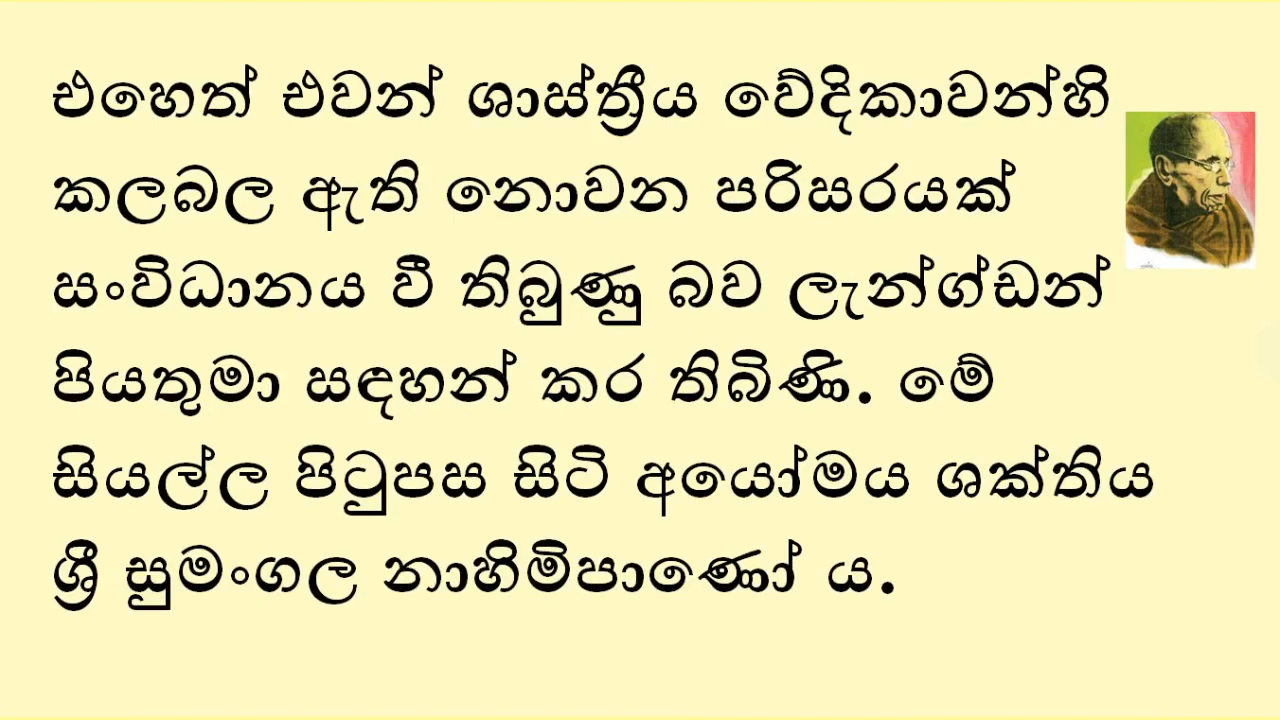 එහෙත් එවන් ශාස්ත්‍රීය වේදිකාවන්හි
කලබල ඇති නොවන පරිසරයක්
සංවිධානය වී තිබුණු බව ලැන්ග්ඩන්
පියතුමා සඳහන් කර තිබිණි. මේ
සියල්ල පිටුපස සිටි අයෝමය ශක්තිය
ශ්‍රී සුමංගල නාහිමිපාණෝ ය.